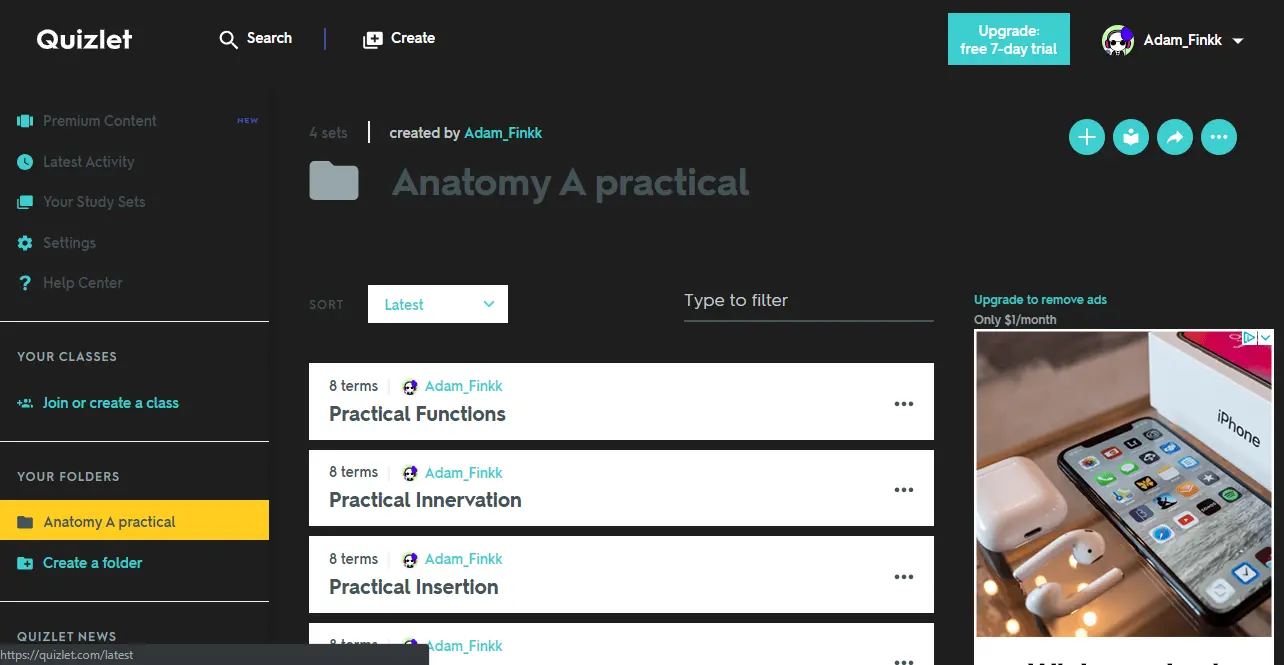 Quizlet
Search
Create
Upgrade:
free 7-day trial
Adam_Finkk
Premium Content
NEW
Latest Activity
Your Study Sets
Settings
Help Center
YOUR CLASSES
Join or create a class
YOUR FOLDERS
Anatomy A practical
Create a folder
QUIZLET NEWS
https://quizlet.com/latest
4 sets
created by Adam_Finkk
Anatomy A practical
SORT
Latest
Type to filter
8 terms
Adam_Finkk
Practical Functions
8 terms
Adam_Finkk
Practical Innervation
8 terms
Adam_Finkk
Practical Insertion
8 terms
Adam_Finkk
Upgrade to remove ads
Only $1/month
iPhone